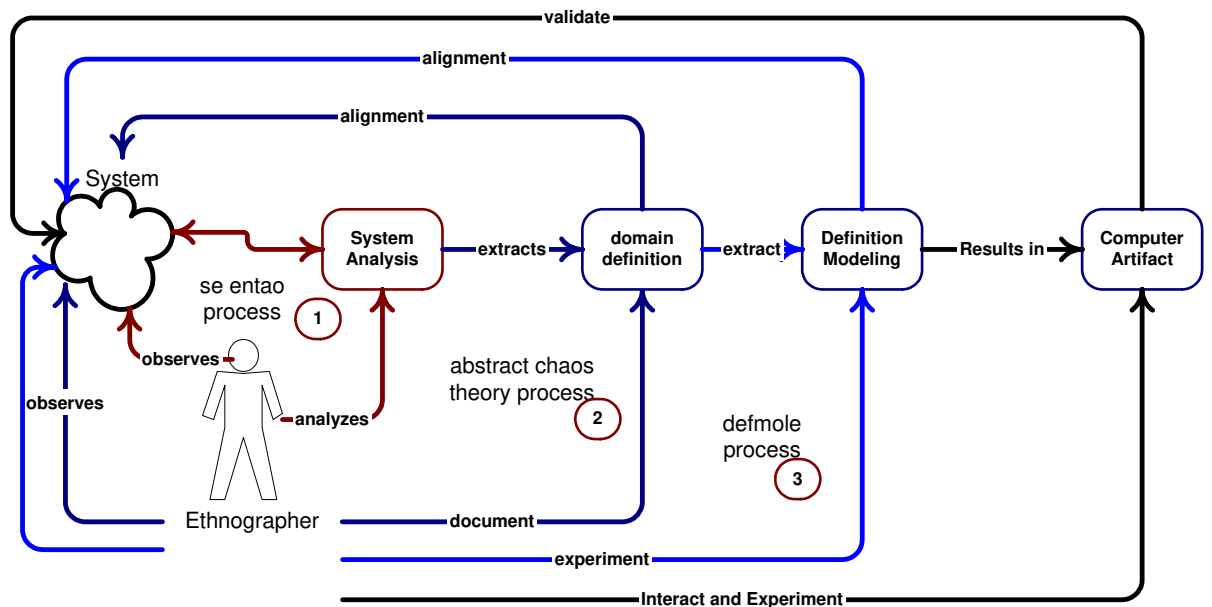 validate
alignment
alignment
System
System
Analysis
extracts
domain
definition
extract
Definition
Modeling
Results in
Computer
Artifact
se entao
process
1
observes
abstract chaos
theory process
2
observes
analyzes
defmole
process
3
Ethnographer
document
experiment
Interact and Experiment